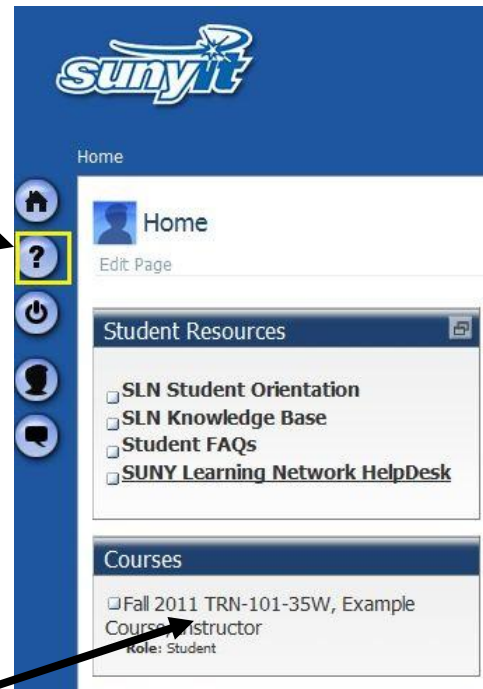 sunyit
Home
Home
?
Edit Page
Student Resources
SLN Student Orientation
SLN Knowledge Base
Student FAQs
SUNY Learning Network HelpDesk
Courses
Fall 2011 TRN-101-35W, Example
Course, Instructor
Role: Student